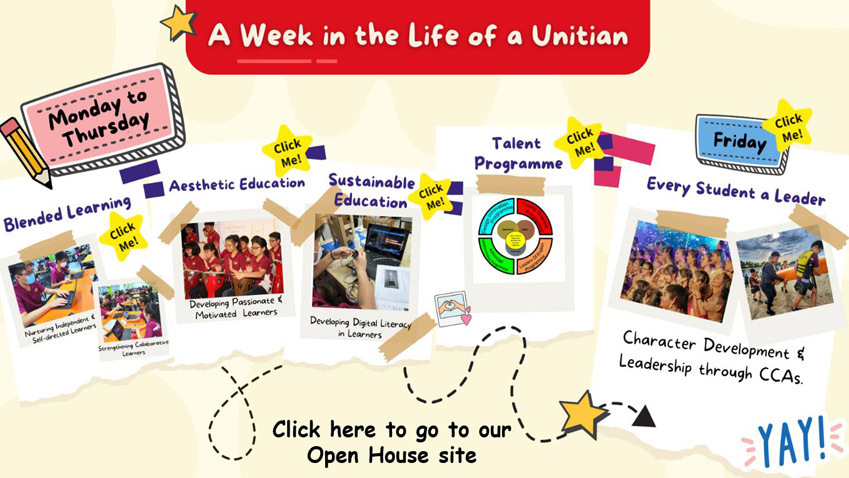 A Week in the Life of a Unitian
Monday to
Thursday
Blended Learning
Click
Me!
Nurturing Independent &
Self-directed Learners
Strengthening Collaborative
Learners
Aesthetic Education
Click
Me!
Developing Passionate &
Motivated Learners
Sustainable
Education
Click
Me!
Developing Digital Literacy
in Learners
Talent
Programme
Click
Me!
Friday
Click
Me!
Every Student a Leader
Character Development &
Leadership through CCAs.
Click here to go to our
Open House site
YAY!